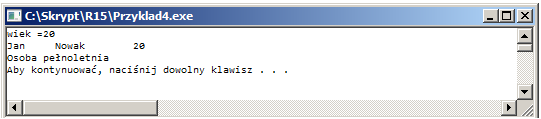 C:\Skrypt\R15\Przyklad4.exe
wiek =20
Jan     Nowak        20
Osoba pełnoletnia
Aby kontynuować, naciśnij dowolny klawisz . . .